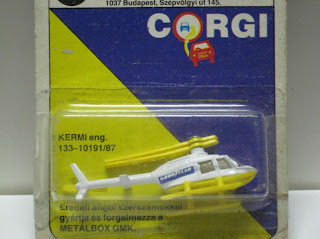 1037 Budapest, Szépvölgyi út 145.
CORGI
KERMI eng.
133-10191/87
GOODYEAR
Eredeti angol szerszámokkal
gyártja és forgalmazza a
METALBOX GMK.